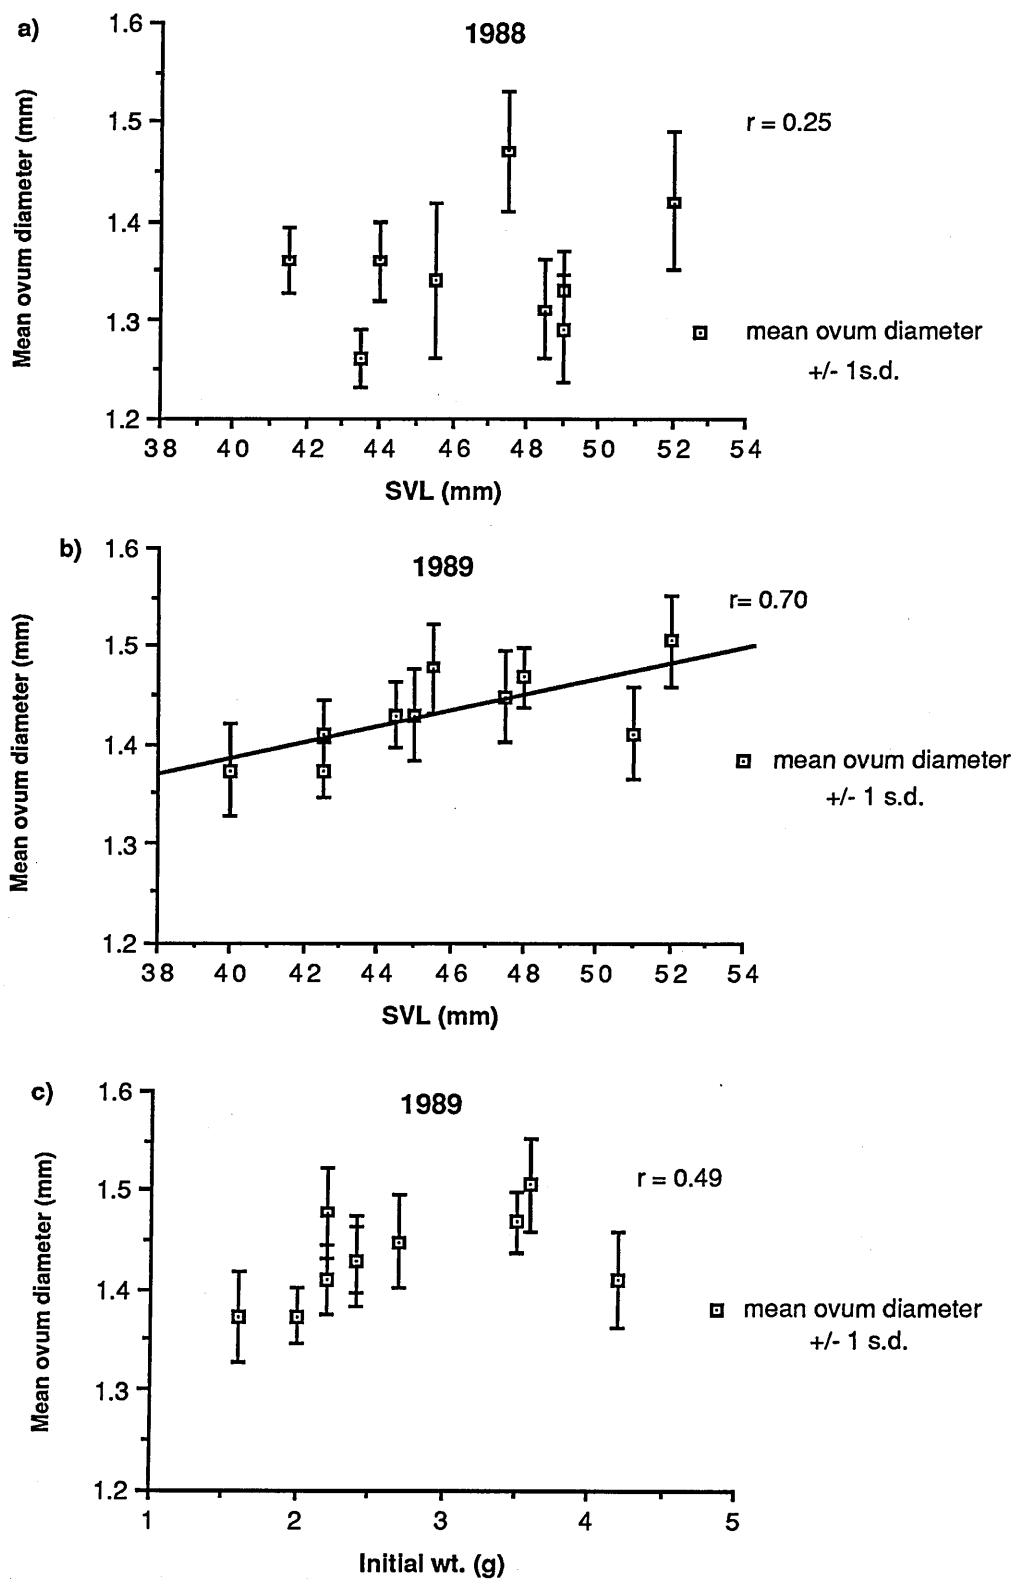 a)
1988
1.6
1.5
1.4
1.3
1.2
Mean ovum diameter (mm)
r = 0.25
mean ovum diameter
+/- 1s.d.
38 40 42 44 46 48 50 52 54
SVL (mm)
b)
1989
1.6
1.5
1.4
1.3
1.2
Mean ovum diameter (mm)
r= 0.70
mean ovum diameter
+/- 1 s.d.
38 40 42 44 46 48 50 52 54
SVL (mm)
c)
1989
1.6
1.5
1.4
1.3
1.2
Mean ovum diameter (mm)
r = 0.49
mean ovum diameter
+/- 1 s.d.
1 2 3 4 5
Initial wt. (g)